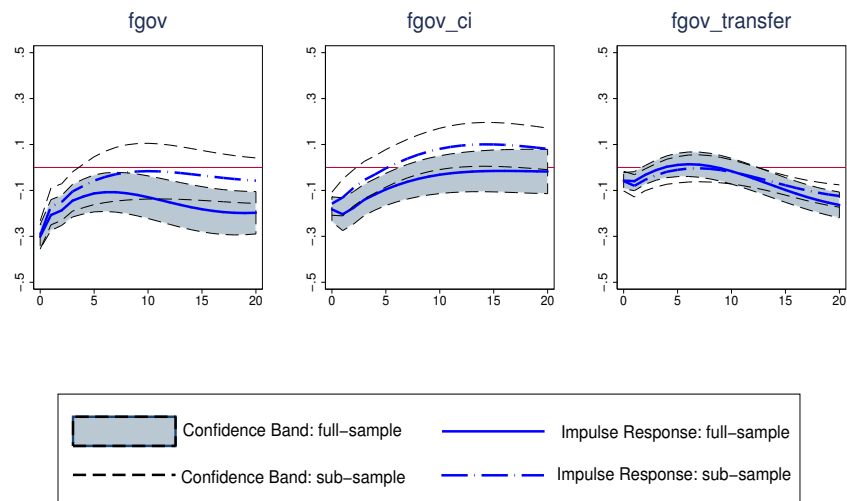 fgov fgov_ci fgov_transfer
.5 .5 .5
.3 .3 .3
.1 .1 .1
-.1 -.1 -.1
-.3 -.3 -.3
-.5 -.5 -.5
0 5 10 15 20 0 5 10 15 20 0 5 10 15 20
Confidence Band: full-sample Impulse Response: full-sample
Confidence Band: sub-sample Impulse Response: sub-sample